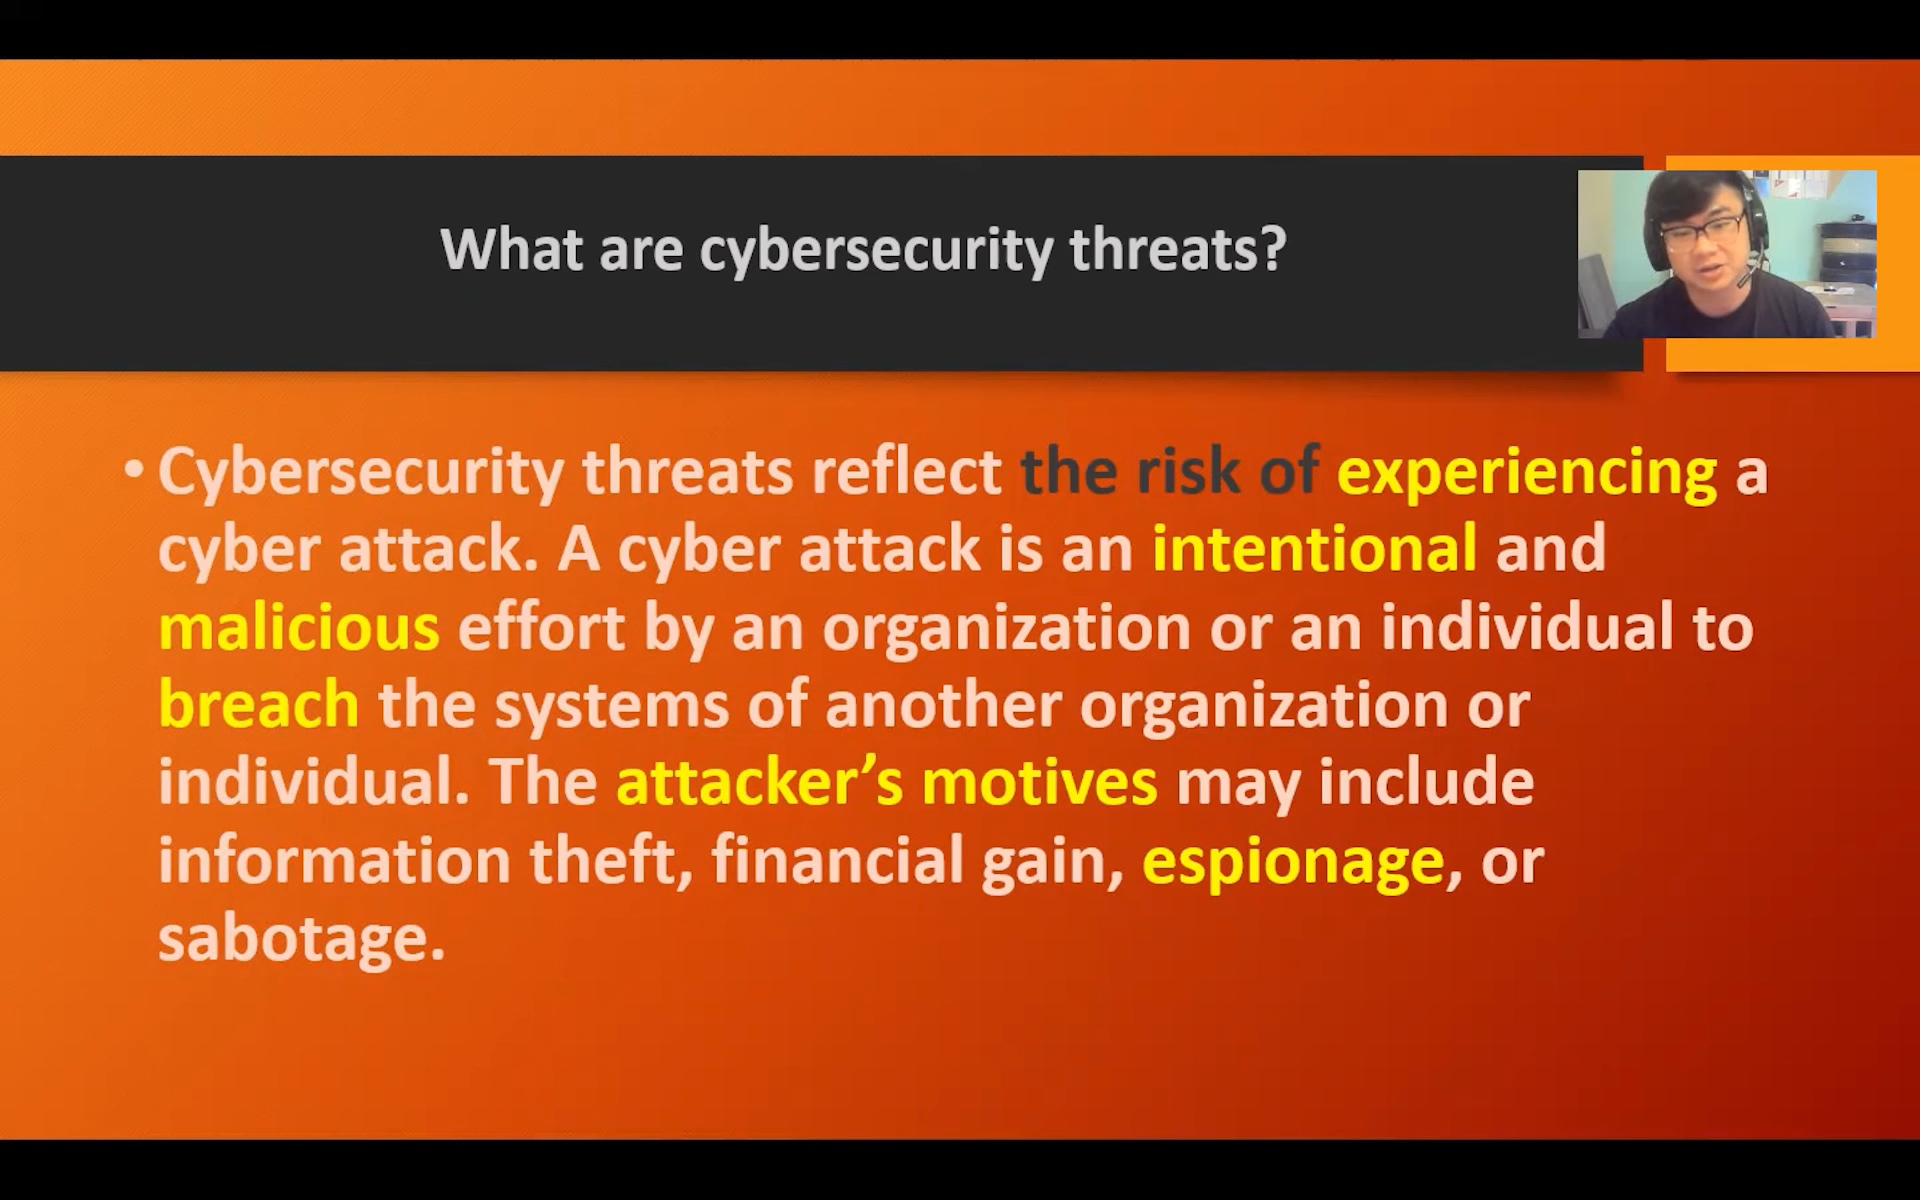 What are cybersecurity threats?
• Cybersecurity threats reflect the risk of experiencing a
cyber attack. A cyber attack is an intentional and
malicious effort by an organization or an individual to
breach the systems of another organization or
individual. The attacker’s motives may include
information theft, financial gain, espionage, or
sabotage.